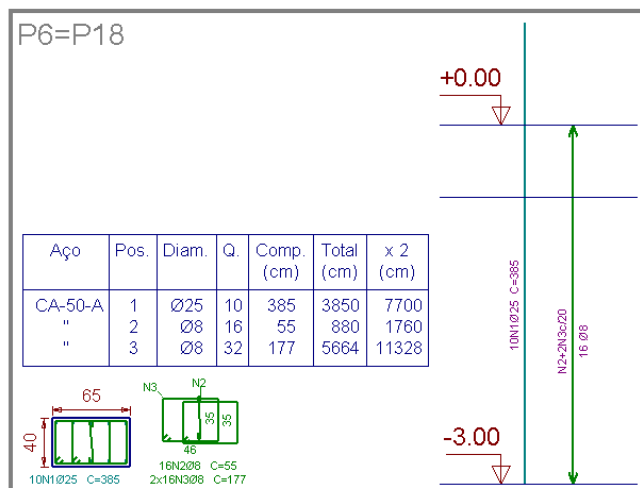 P6=P18
+0.00
Aço Pos. Diam. Q. Comp. (cm) Total (cm) x 2 (cm)
CA-50-A 1 Ø25 10 385 3850 7700
" 2 Ø8 16 55 880 1760
" 3 Ø8 32 177 5664 11328
10N1Ø25 C=385
N2+2N3c/20
16 Ø8
65
40
10N1Ø25 C=385
N3
N2
35
35
46
16N2Ø8 C=55
2x16N3Ø8 C=177
-3.00